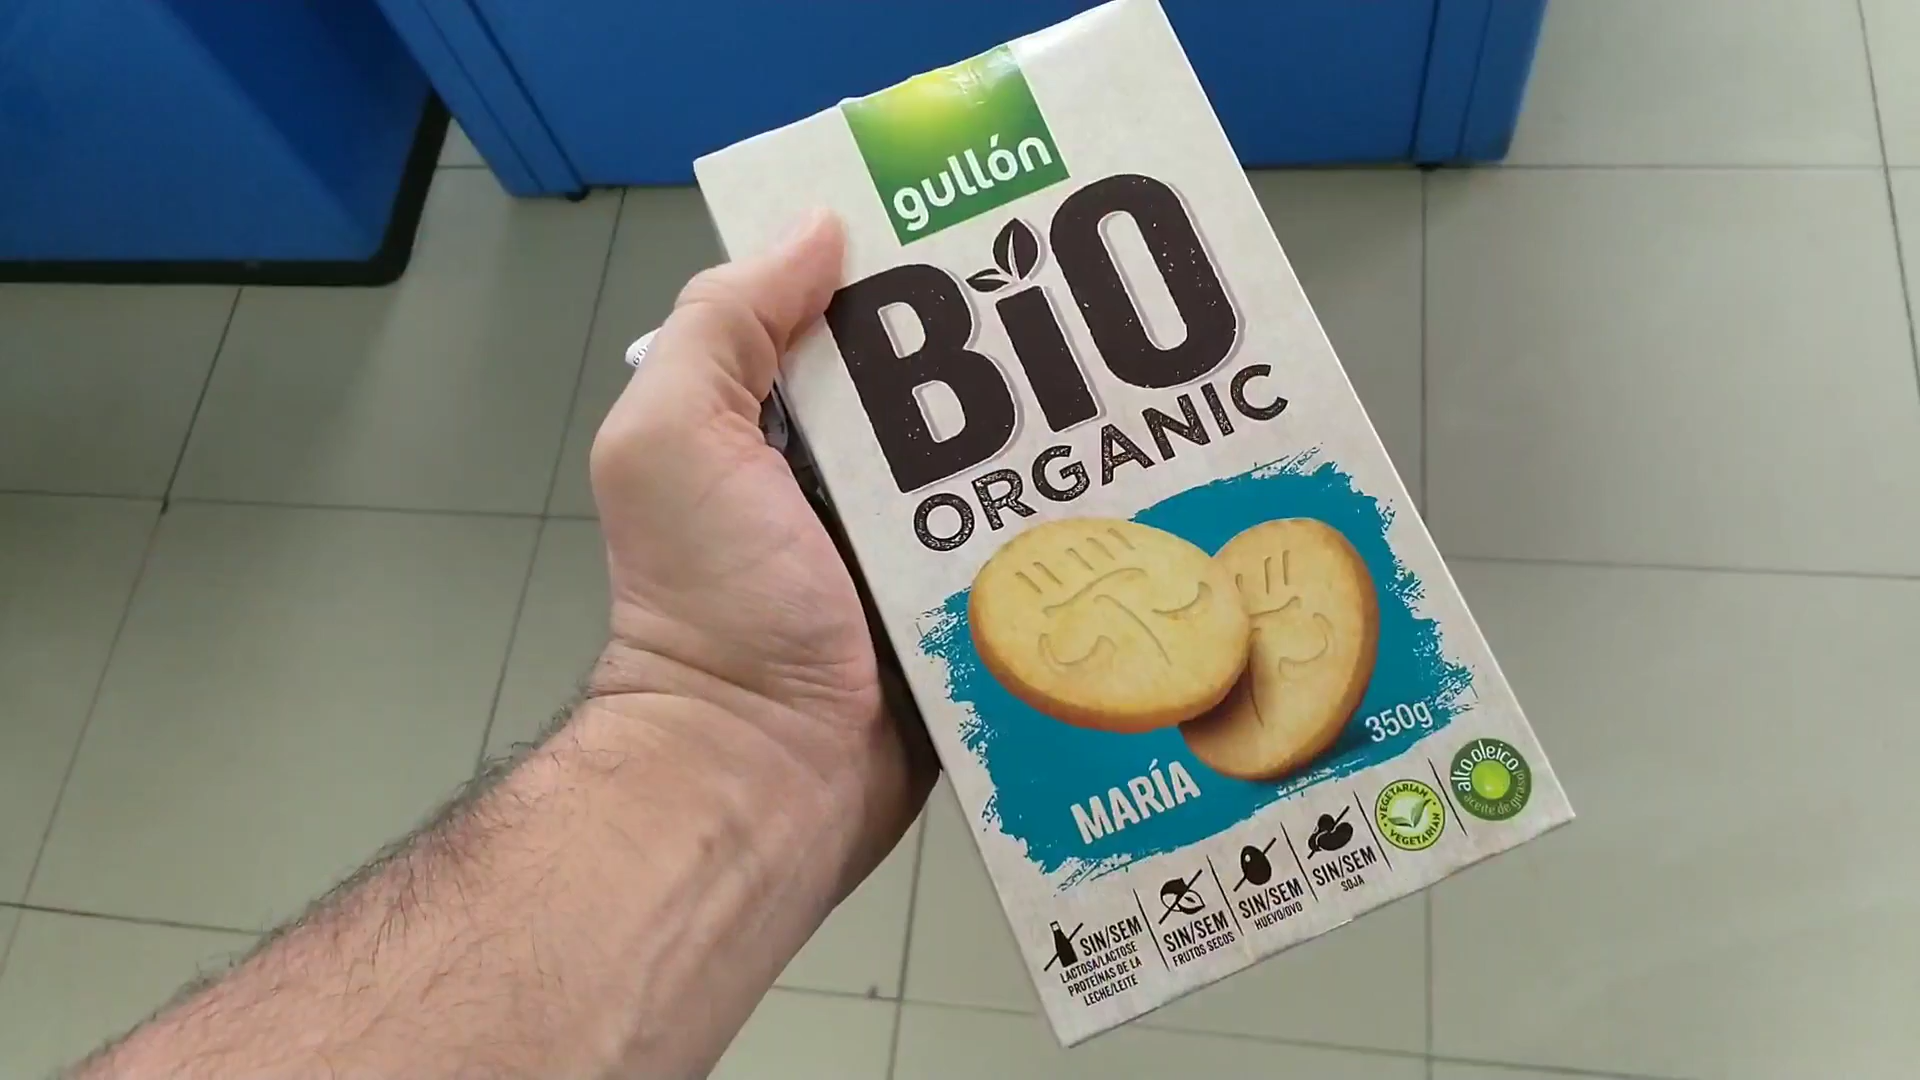 gullón
BiO
ORGANIC
350g
MARÍA
SIN/SEM
LACTOSA/LACTOSE
PROTEÍNAS DE LA
LECHE/LEITE
SIN/SEM
FRUTOS SECOS
SIN/SEM
HUEVO/OVO
SIN/SEM
SOJA
VEGETARIAN
VEGETARIAN
alto oleico
aceite de girasol